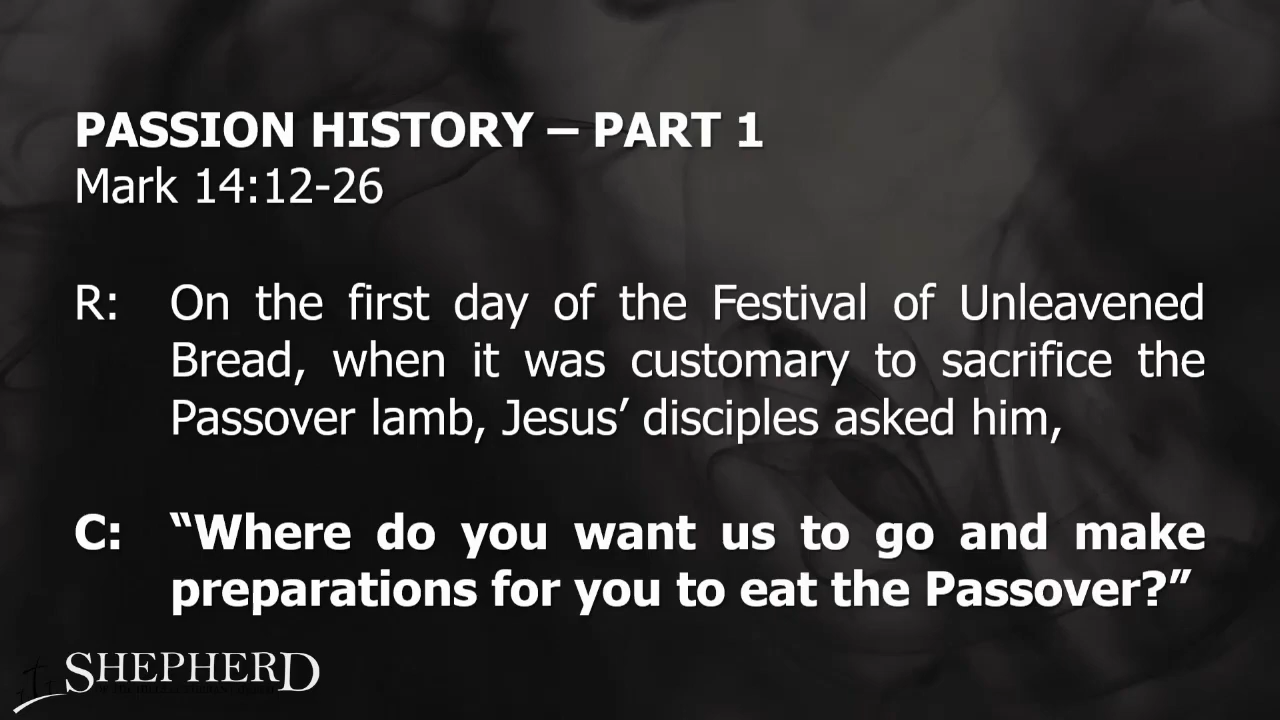 PASSION HISTORY – PART 1
Mark 14:12-26
R: On the first day of the Festival of Unleavened
Bread, when it was customary to sacrifice the
Passover lamb, Jesus’ disciples asked him,
C: “Where do you want us to go and make
preparations for you to eat the Passover?”
SHEPHERD